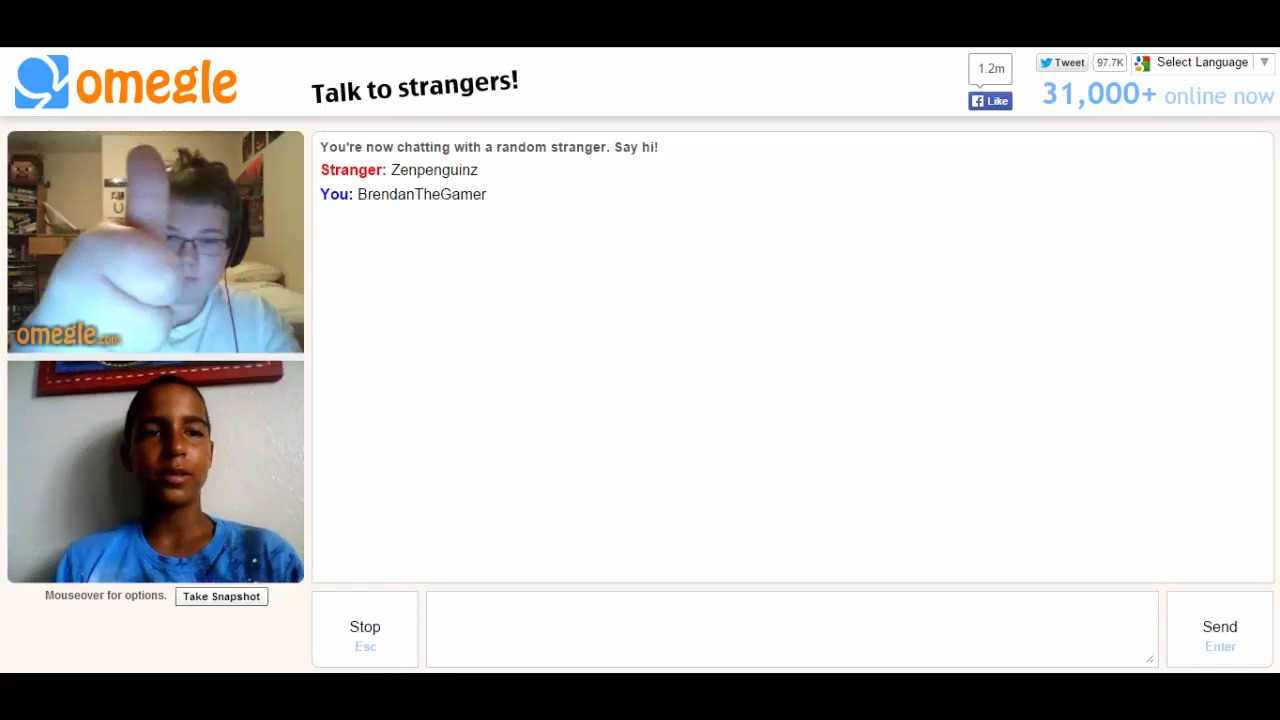 omegle
Talk to strangers!
1.2m
Like
Tweet
97.7K
Select Language
31,000+ online now
omegle.com
You're now chatting with a random stranger. Say hi!
Stranger: Zenpenguinz
You: BrendanTheGamer
Mouseover for options.
Take Snapshot
Stop
Esc
Send
Enter